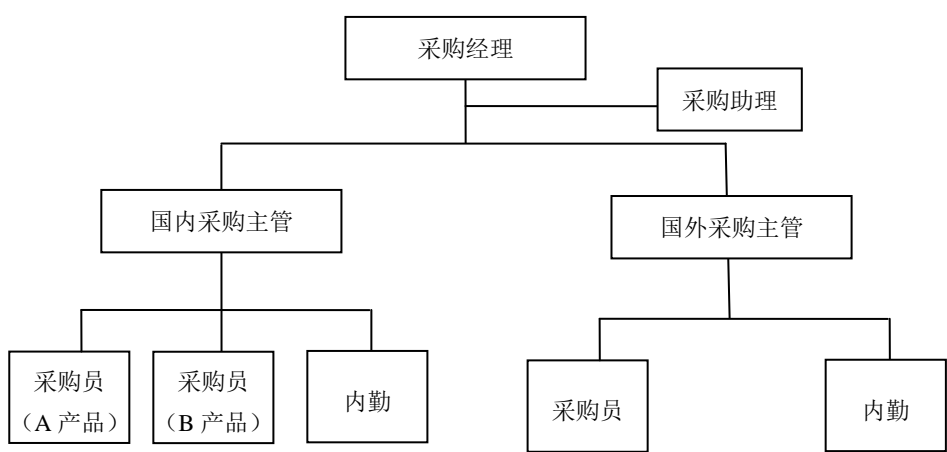 采购经理
采购助理
国内采购主管
国外采购主管
采购员
（A 产品）
采购员
（B 产品）
内勤
采购员
内勤